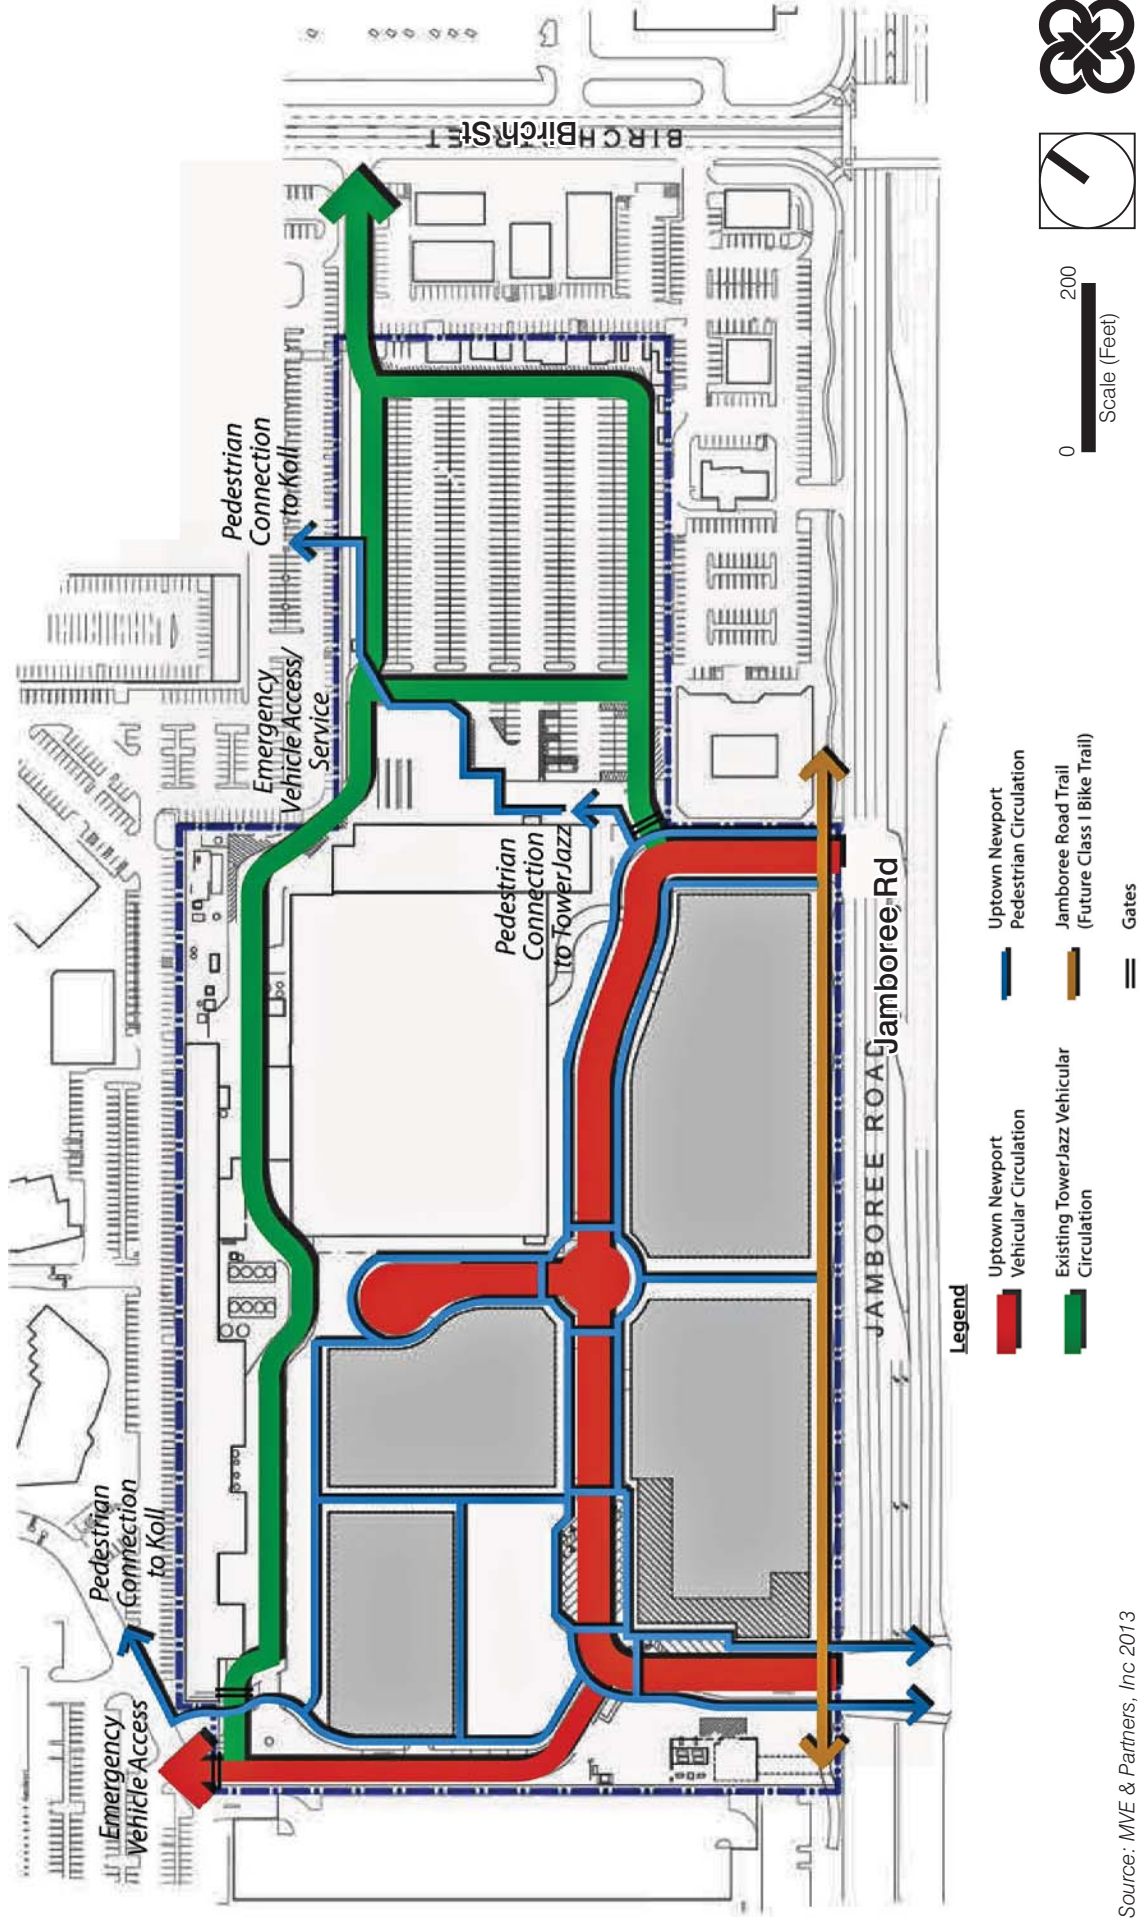 Birch St
BIRCH STREET
Pedestrian
Connection
to Koll
Emergency
Vehicle Access/
Service
Pedestrian
Connection
to TowerJazz
Pedestrian
Connection
to Koll
Emergency
Vehicle Access
Jamboree Rd
JAMBOREE ROAD
Legend
Uptown Newport
Vehicular Circulation
Existing TowerJazz Vehicular
Circulation
Uptown Newport
Pedestrian Circulation
Jamboree Road Trail
(Future Class I Bike Trail)
Gates
0
200
Scale (Feet)
Source: MVE & Partners, Inc 2013